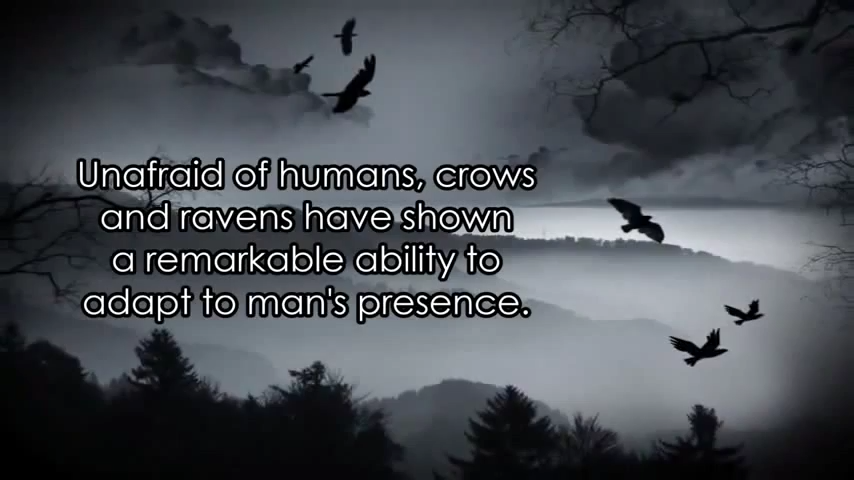 Unafraid of humans, crows
and ravens have shown
a remarkable ability to
adapt to man's presence.